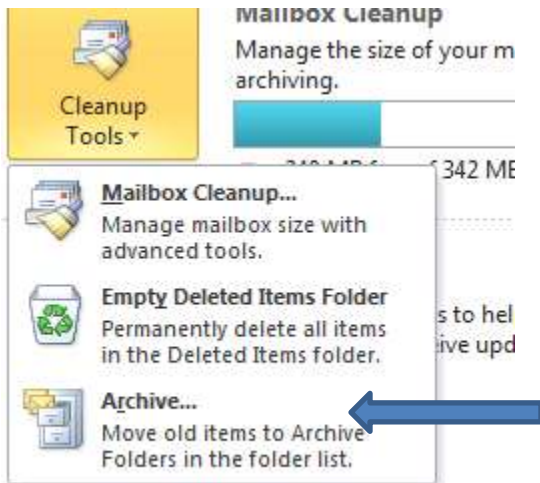 Mailbox Cleanup
Manage the size of your m
archiving.
Cleanup
Tools
342 ME
Mailbox Cleanup...
Manage mailbox size with
advanced tools.
Empty Deleted Items Folder
Permanently delete all items
in the Deleted Items folder.
s to hel
ive upd
Archive...
Move old items to Archive
Folders in the folder list.